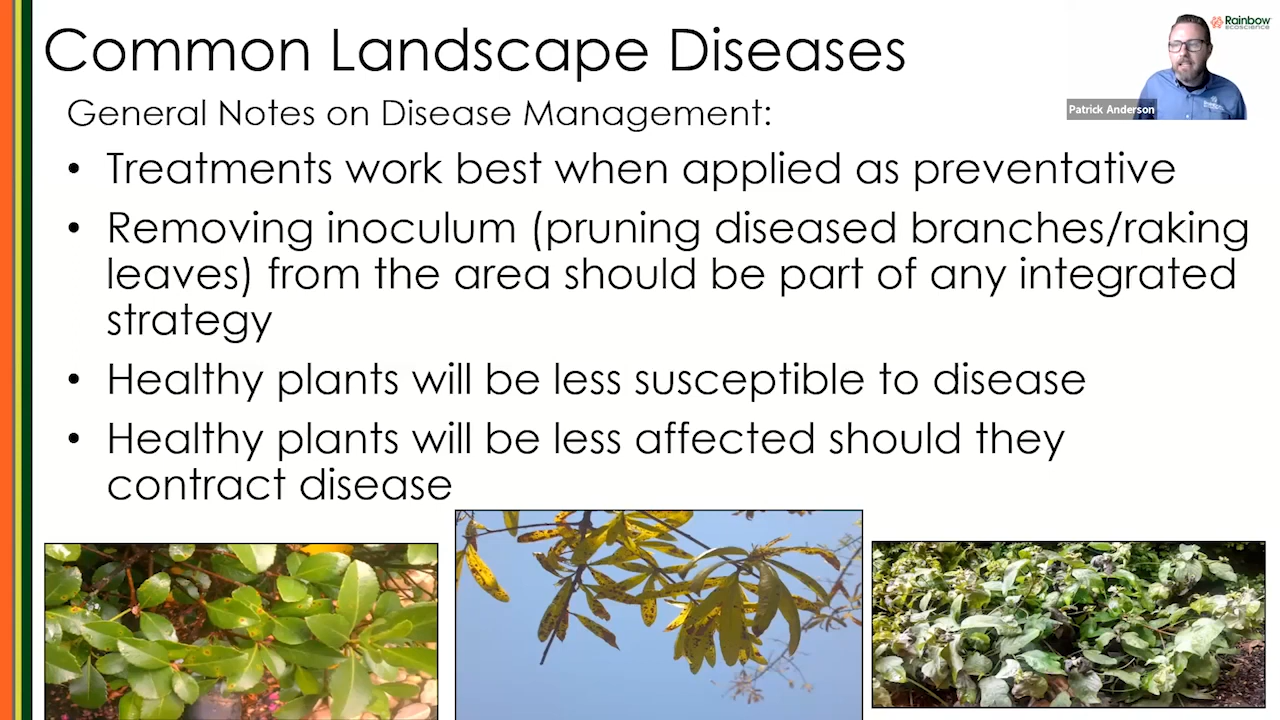 Common Landscape Diseases
Rainbow
ecoscience
Patrick Anderson
General Notes on Disease Management:
• Treatments work best when applied as preventative
• Removing inoculum (pruning diseased branches/raking
leaves) from the area should be part of any integrated
strategy
• Healthy plants will be less susceptible to disease
• Healthy plants will be less affected should they
contract disease